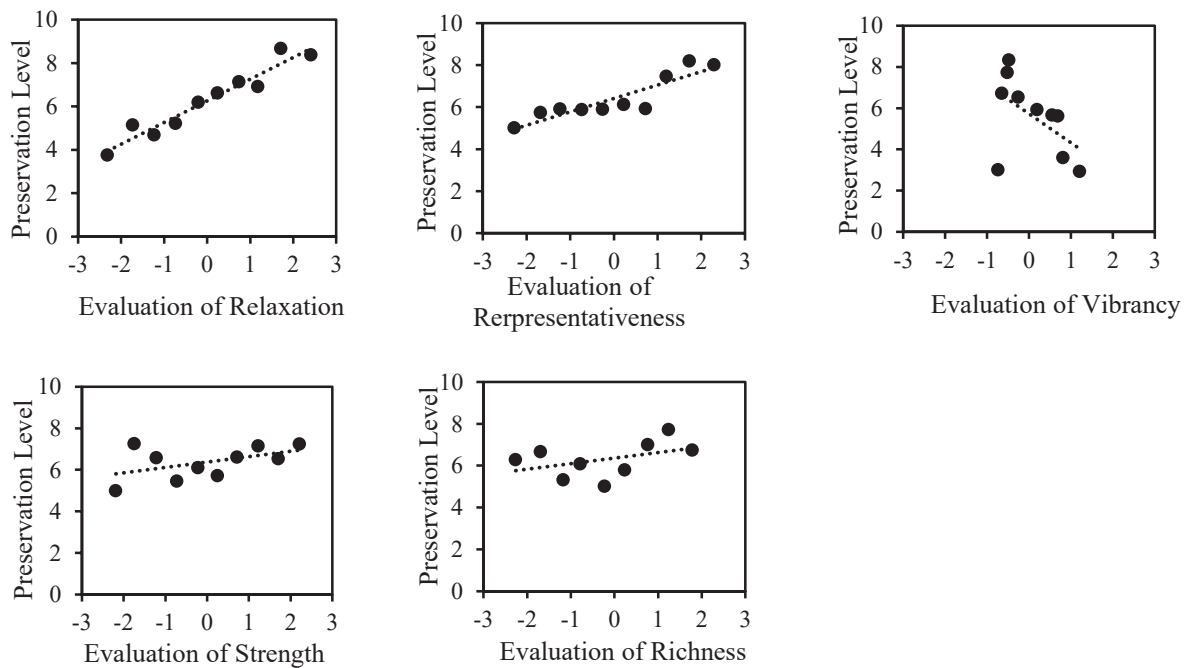 Preservation Level
10
8
6
4
2
0
-3 -2 -1 0 1 2 3
Evaluation of Relaxation
Preservation Level
10
8
6
4
2
0
-3 -2 -1 0 1 2 3
Evaluation of
Rerpresentativeness
Preservation Level
10
8
6
4
2
0
-3 -2 -1 0 1 2 3
Evaluation of Vibrancy
Preservation Level
10
8
6
4
2
0
-3 -2 -1 0 1 2 3
Evaluation of Strength
Preservation Level
10
8
6
4
2
0
-3 -2 -1 0 1 2 3
Evaluation of Richness